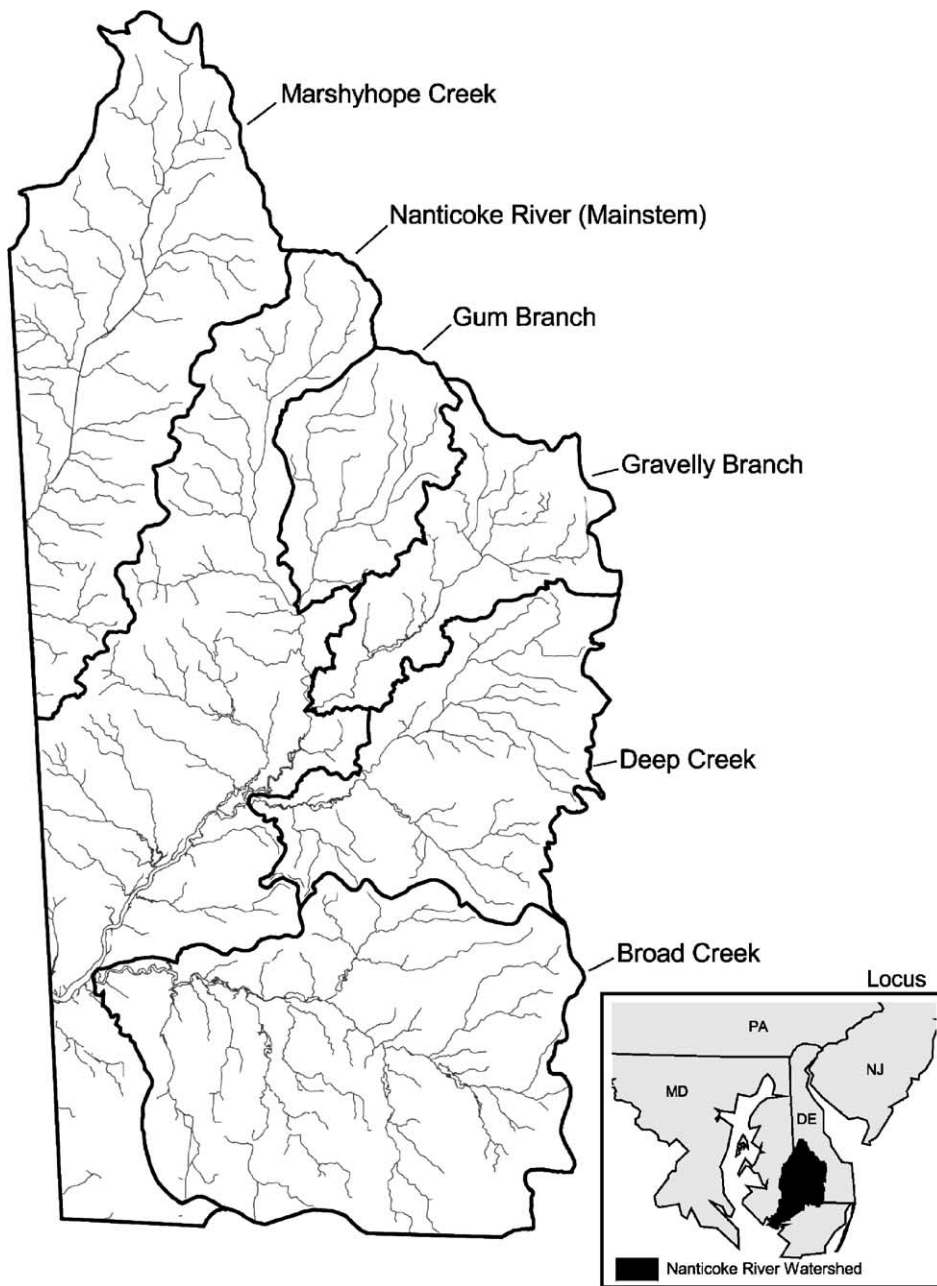 Marshyhope Creek
Nanticoke River (Mainstem)
Gum Branch
Gravelly Branch
Deep Creek
Broad Creek
Locus
PA
MD
NJ
DE
Nanticoke River Watershed